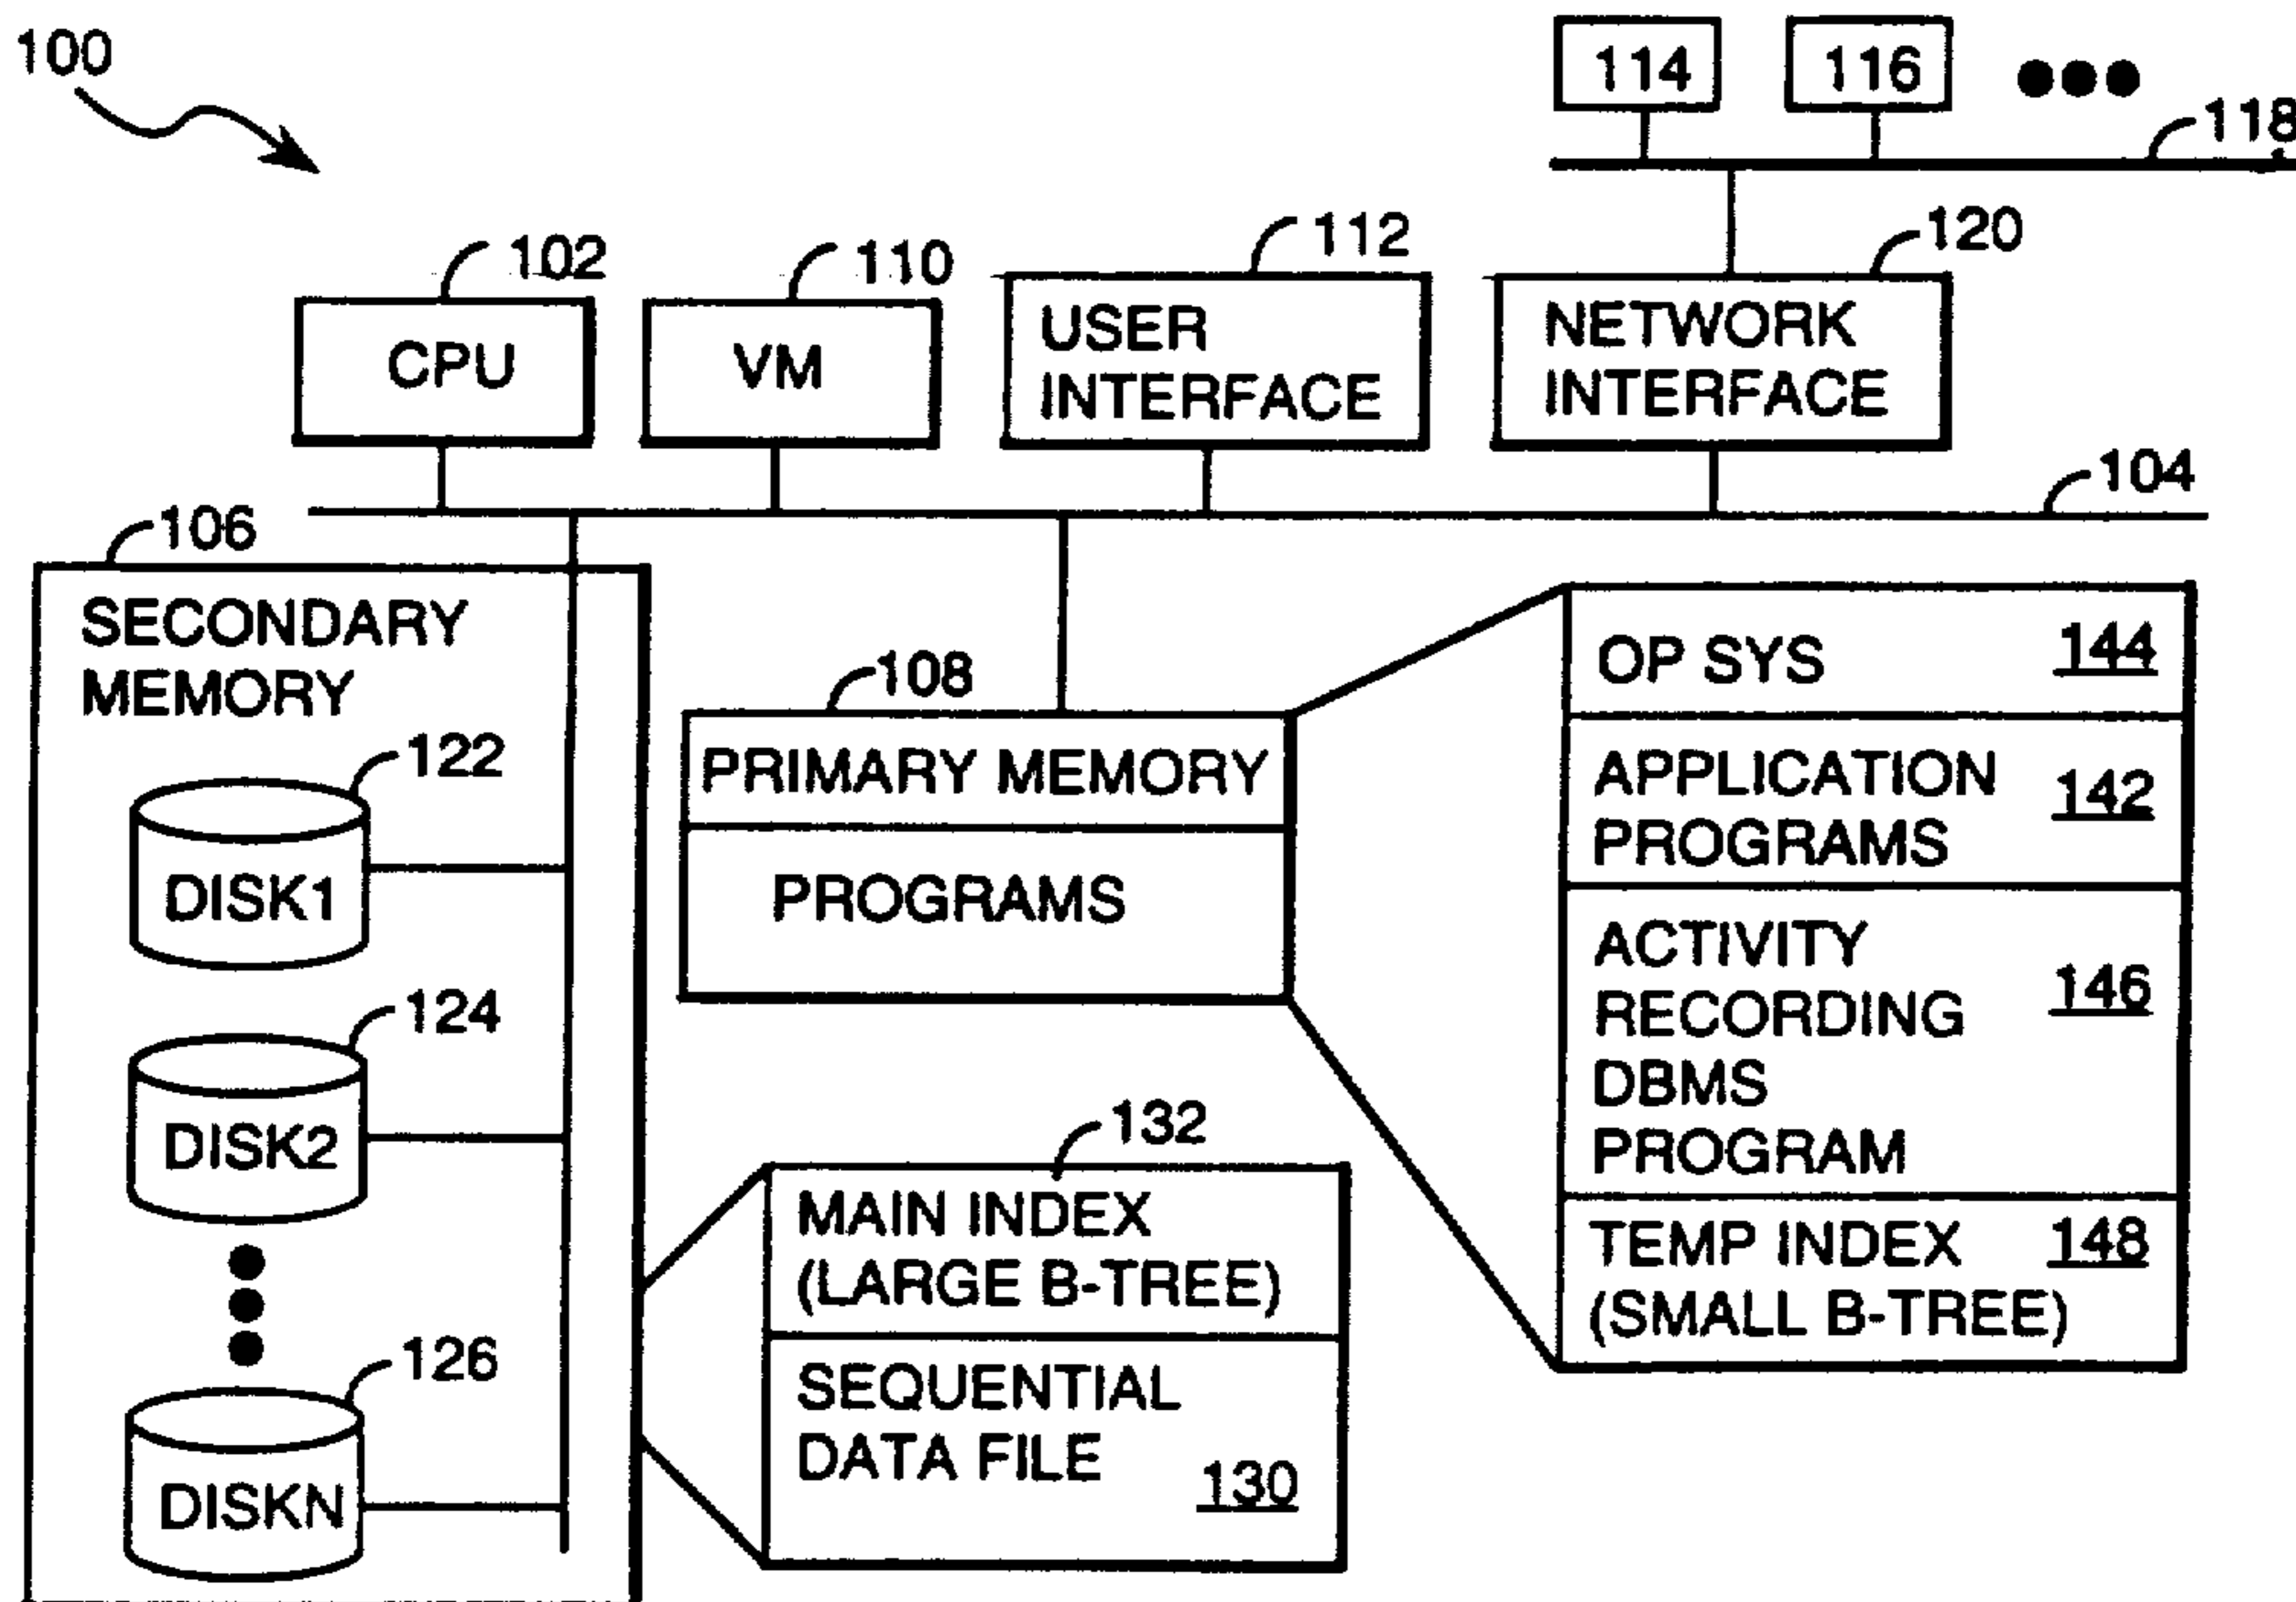 100
114
116
118
102
110
112
120
CPU
VM
USER
INTERFACE
NETWORK
INTERFACE
104
106
SECONDARY
MEMORY
122
DISK1
124
DISK2
126
DISKN
108
PRIMARY MEMORY
PROGRAMS
132
MAIN INDEX
(LARGE B-TREE)
SEQUENTIAL
DATA FILE
130
OP SYS
144
APPLICATION
PROGRAMS
142
ACTIVITY
RECORDING
DBMS
PROGRAM
146
TEMP INDEX
(SMALL B-TREE)
148